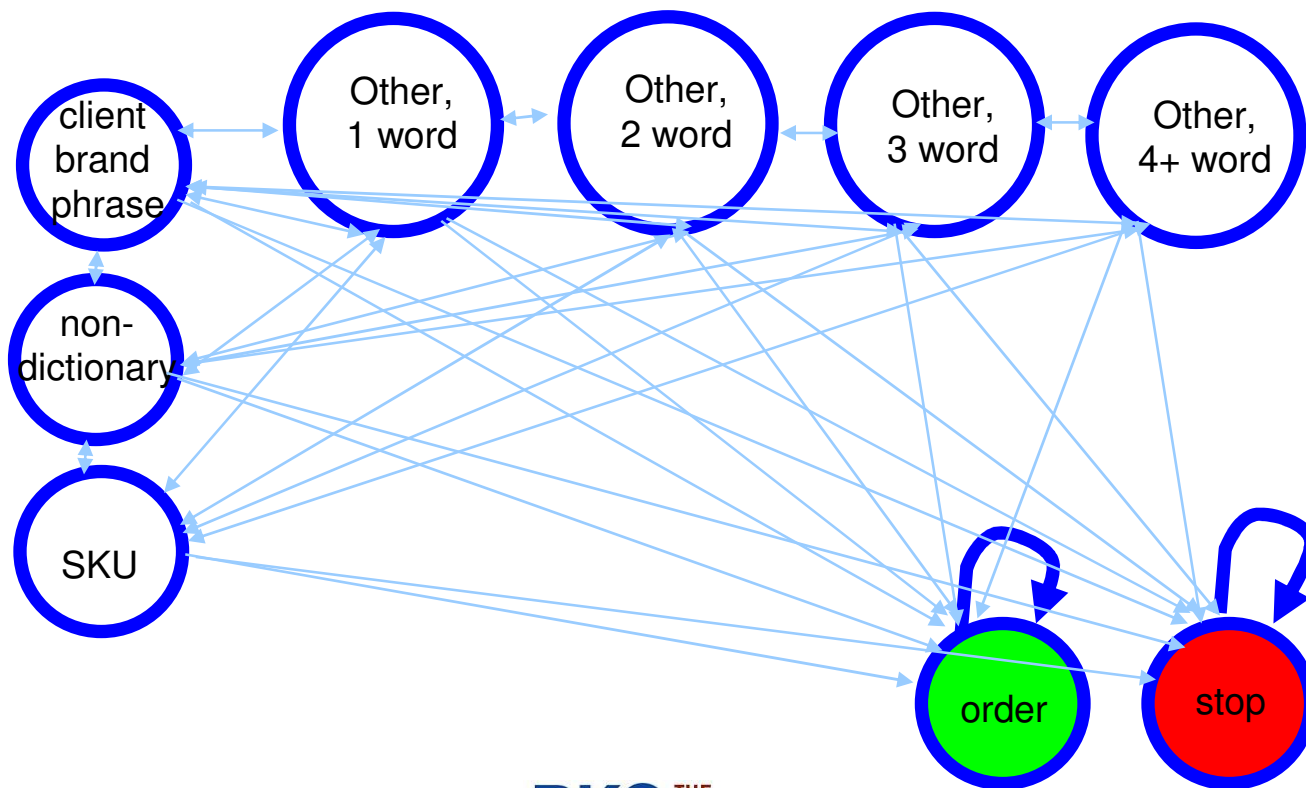 client
brand
phrase
Other,
1 word
Other,
2 word
Other,
3 word
Other,
4+ word
non-
dictionary
SKU
order
stop
THE